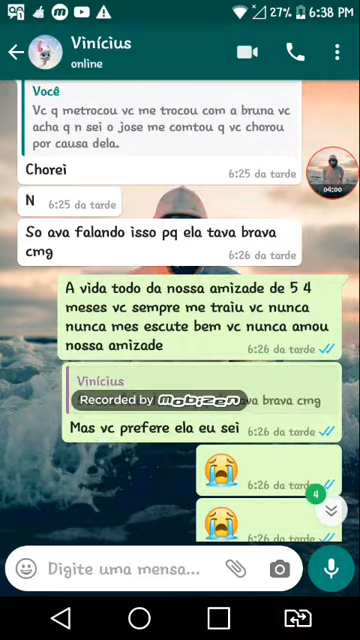 27% 6:38 PM
Vinícius
online
Você
Vc q metrocou vc me trocou com a bruna vc
acha q n sei o jose me comtou q vc chorou
por causa dela.
Chorei
6:25 da tarde
04:00
N
6:25 da tarde
So ava falando isso pq ela tava brava
cmg
6:26 da tarde
A vida todo da nossa amizade de 5 4
meses vc sempre me traiu vc nunca
nunca mes escute bem vc nunca amou
nossa amizade
6:26 da tarde
Vinícius
Recorded by mobizen
brava cmg
Mas vc prefere ela eu sei
6:26 da tarde
6:26 da tarde
4
6:26 da tarde
Digite uma mensa...